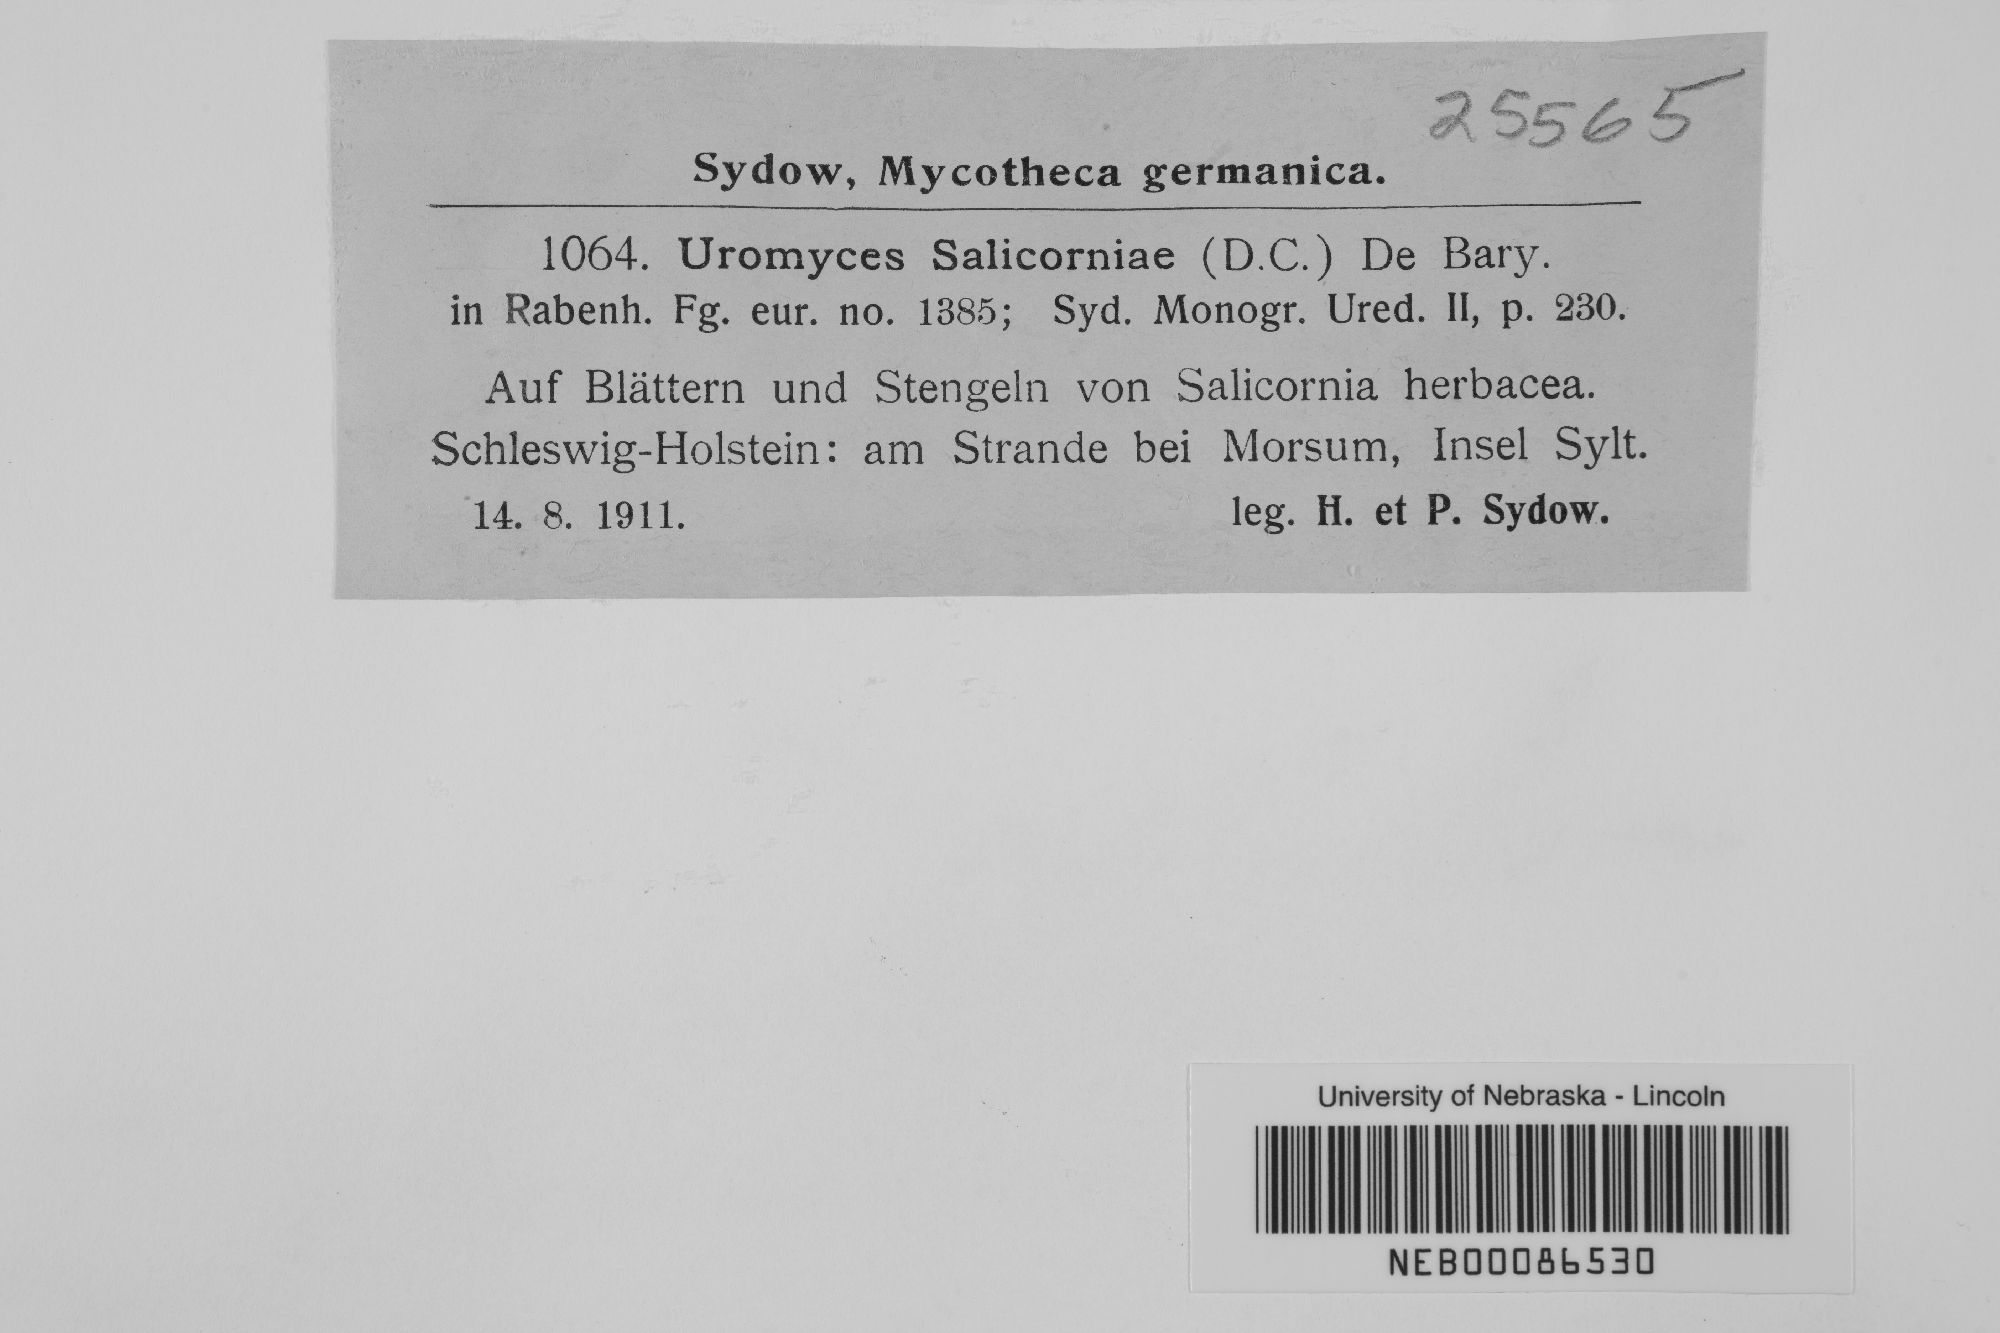 25565
Sydow, Mycotheca germanica.
1064. Uromyces Salicorniae (D.C.) De Bary.
in Rabenh. Fg. eur. no. 1385; Syd. Monogr. Ured. II, p. 230.
Auf Blättern und Stengeln von Salicornia herbacea.
Schleswig-Holstein: am Strande bei Morsum, Insel Sylt.
14. 8. 1911. leg. H. et P. Sydow.
University of Nebraska - Lincoln
NEB00086530